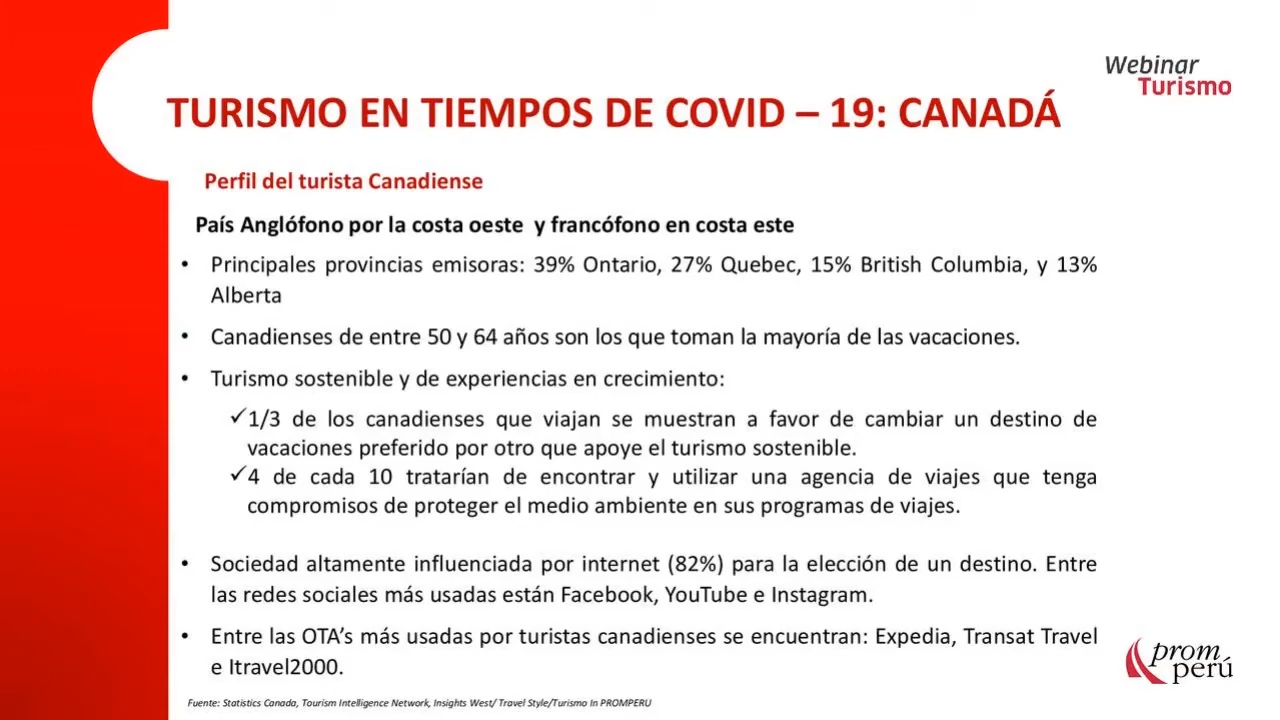 Webinar
Turismo
TURISMO EN TIEMPOS DE COVID – 19: CANADÁ
Perfil del turista Canadiense
País Anglófono por la costa oeste y francófono en costa este
• Principales provincias emisoras: 39% Ontario, 27% Quebec, 15% British Columbia, y 13%
Alberta
• Canadienses de entre 50 y 64 años son los que toman la mayoría de las vacaciones.
• Turismo sostenible y de experiencias en crecimiento:
✓1/3 de los canadienses que viajan se muestran a favor de cambiar un destino de
vacaciones preferido por otro que apoye el turismo sostenible.
✓4 de cada 10 tratarían de encontrar y utilizar una agencia de viajes que tenga
compromisos de proteger el medio ambiente en sus programas de viajes.
• Sociedad altamente influenciada por internet (82%) para la elección de un destino. Entre
las redes sociales más usadas están Facebook, YouTube e Instagram.
• Entre las OTA’s más usadas por turistas canadienses se encuentran: Expedia, Transat Travel
e Itravel2000.
prom
perú
Fuente: Statistics Canada, Tourism Intelligence Network, Insights West/ Travel Style/Turismo In PROMPERU